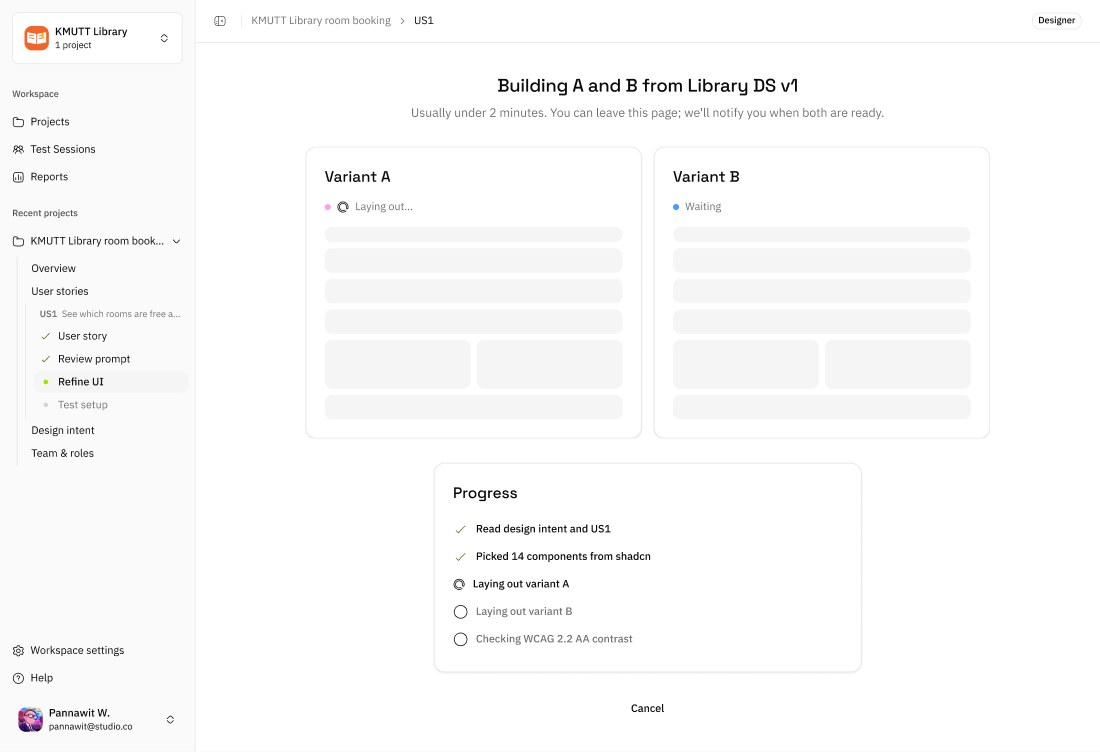 KMUTT Library
1 project
Workspace
Projects
Test Sessions
Reports
Recent projects
KMUTT Library room book...
Overview
User stories
US1 See which rooms are free a...
User story
Review prompt
Refine UI
Test setup
Design intent
Team & roles
Workspace settings
Help
Pannawit W.
pannawit@studio.co
KMUTT Library room booking > US1
Designer
Building A and B from Library DS v1
Usually under 2 minutes. You can leave this page; we'll notify you when both are ready.
Variant A
Laying out...
Variant B
Waiting
Progress
Read design intent and US1
Picked 14 components from shadcn
Laying out variant A
Laying out variant B
Checking WCAG 2.2 AA contrast
Cancel